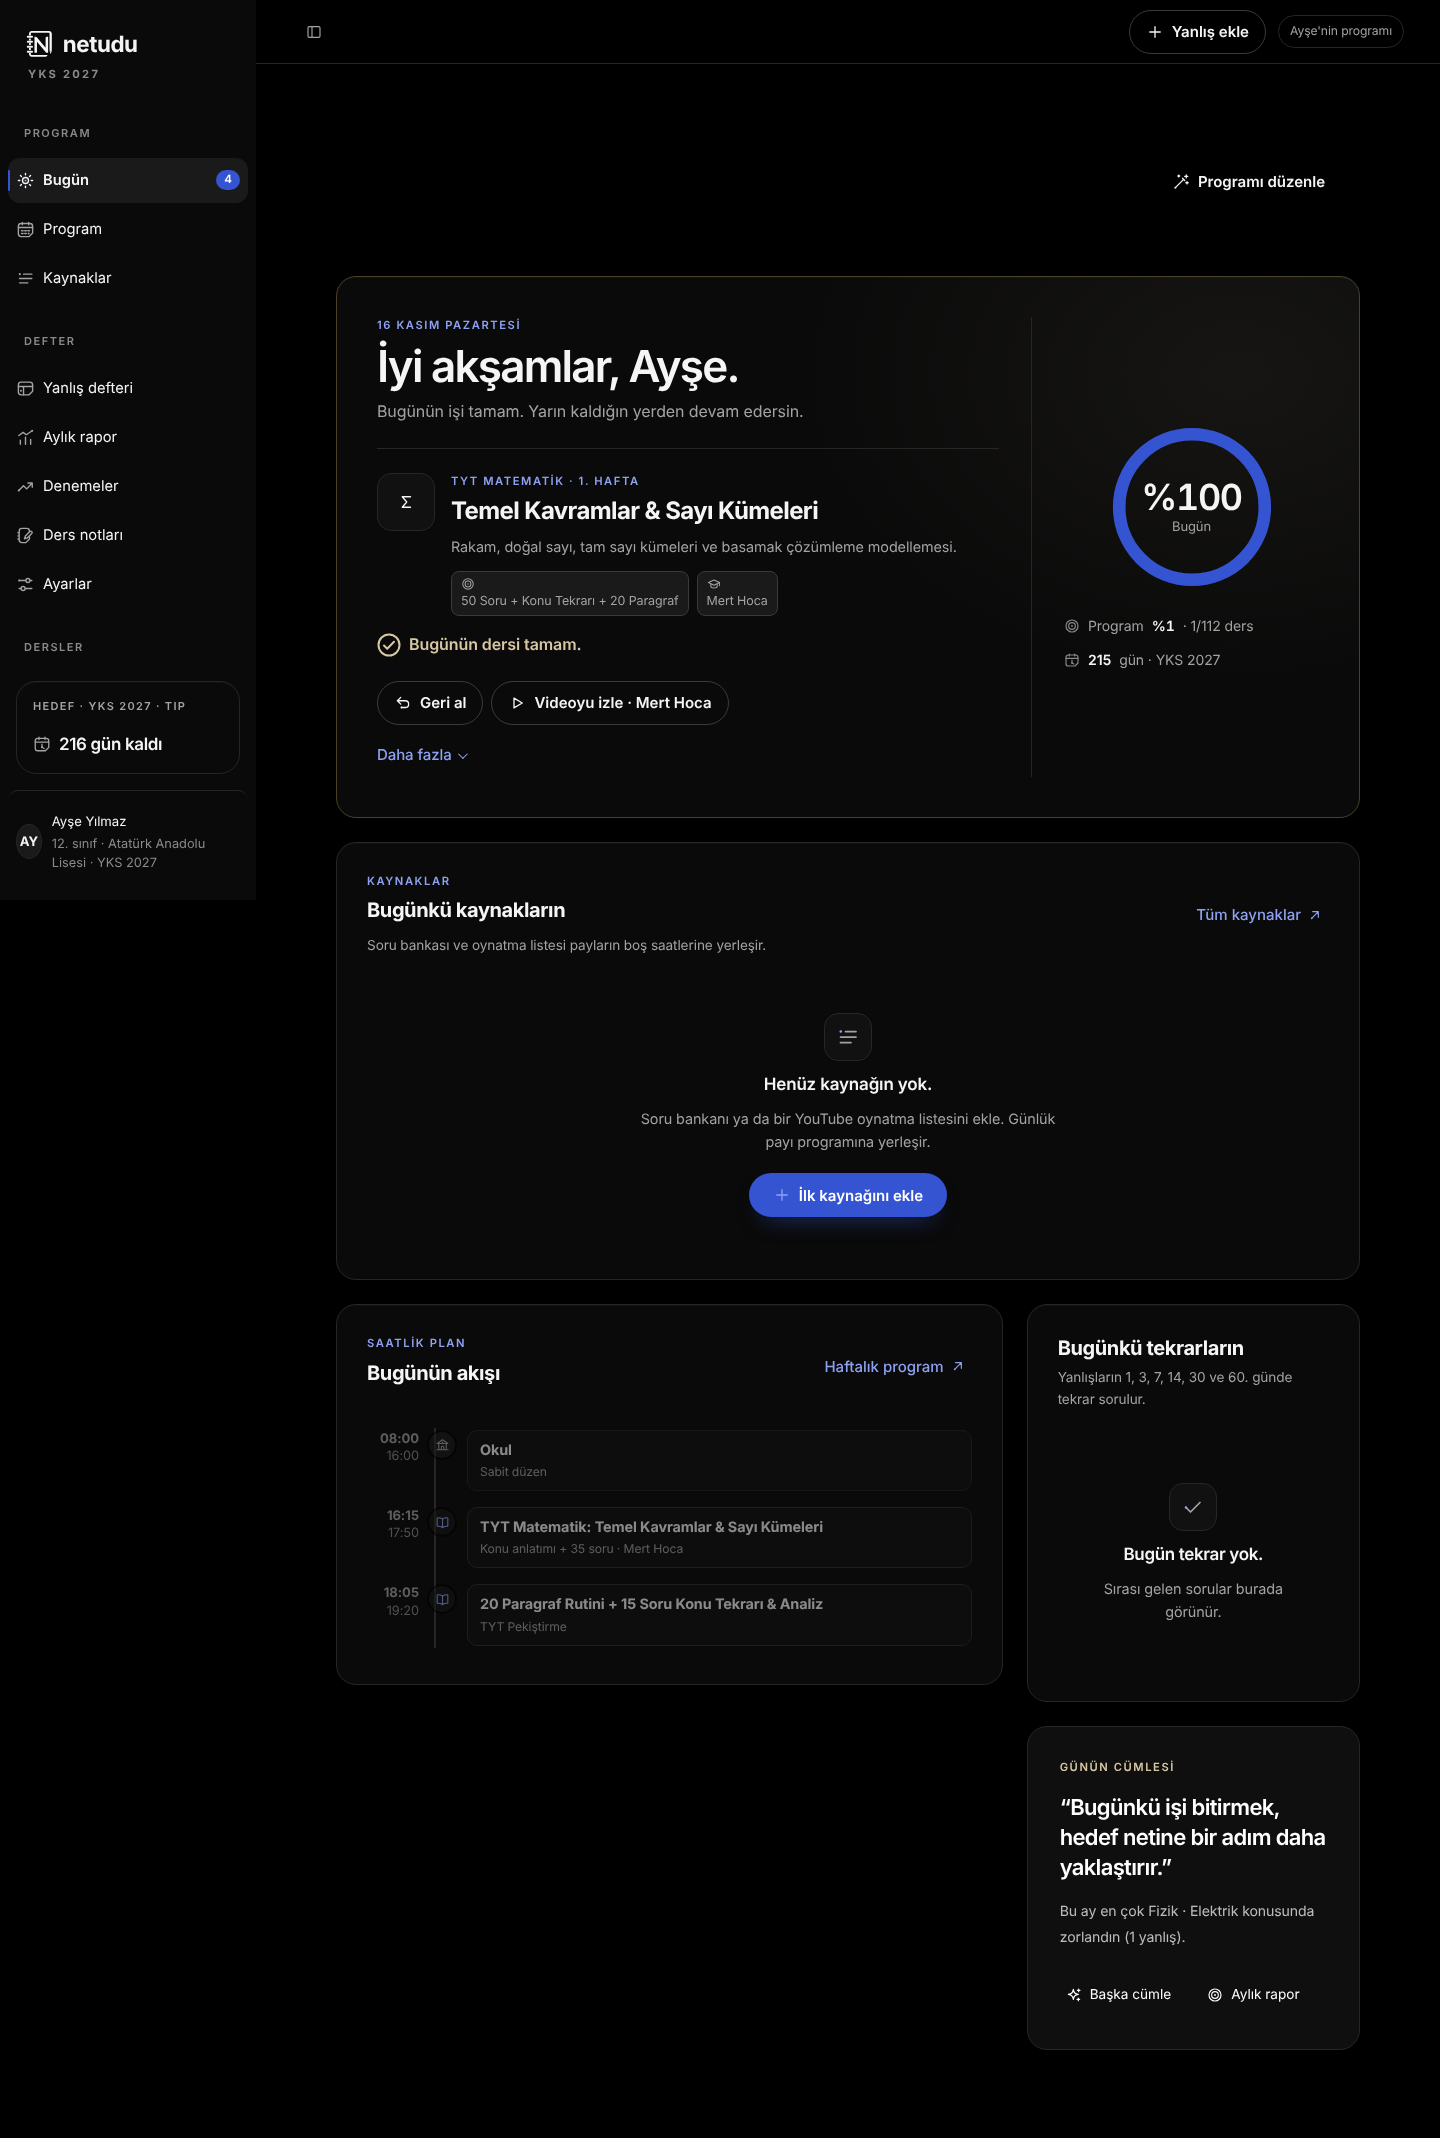 netudu
YKS 2027
PROGRAM
Bugün
4
Program
Kaynaklar
DEFTER
Yanlış defteri
Aylık rapor
Denemeler
Ders notları
Ayarlar
DERSLER
HEDEF · YKS 2027 · TIP
216 gün kaldı
AY
Ayşe Yılmaz
12. sınıf · Atatürk Anadolu
Lisesi · YKS 2027
Yanlış ekle
Ayşe'nin programı
Programı düzenle
16 KASIM PAZARTESİ
İyi akşamlar, Ayşe.
Bugünün işi tamam. Yarın kaldığın yerden devam edersin.
Σ
TYT MATEMATİK · 1. HAFTA
Temel Kavramlar & Sayı Kümeleri
Rakam, doğal sayı, tam sayı kümeleri ve basamak çözümleme modellemesi.
50 Soru + Konu Tekrarı + 20 Paragraf
Mert Hoca
Bugünün dersi tamam.
Geri al
Videoyu izle · Mert Hoca
Daha fazla
%100
Bugün
Program %1 · 1/112 ders
215 gün · YKS 2027
KAYNAKLAR
Bugünkü kaynakların
Soru bankası ve oynatma listesi payların boş saatlerine yerleşir.
Tüm kaynaklar
Henüz kaynağın yok.
Soru bankanı ya da bir YouTube oynatma listesini ekle. Günlük
payı programına yerleşir.
İlk kaynağını ekle
SAATLİK PLAN
Bugünün akışı
Haftalık program
08:00
16:00
Okul
Sabit düzen
16:15
17:50
TYT Matematik: Temel Kavramlar & Sayı Kümeleri
Konu anlatımı + 35 soru · Mert Hoca
18:05
19:20
20 Paragraf Rutini + 15 Soru Konu Tekrarı & Analiz
TYT Pekiştirme
Bugünkü tekrarların
Yanlışların 1, 3, 7, 14, 30 ve 60. günde
tekrar sorulur.
Bugün tekrar yok.
Sırası gelen sorular burada
görünür.
GÜNÜN CÜMLESİ
“Bugünkü işi bitirmek,
hedef netine bir adım daha
yaklaştırır.”
Bu ay en çok Fizik · Elektrik konusunda
zorlandın (1 yanlış).
Başka cümle
Aylık rapor